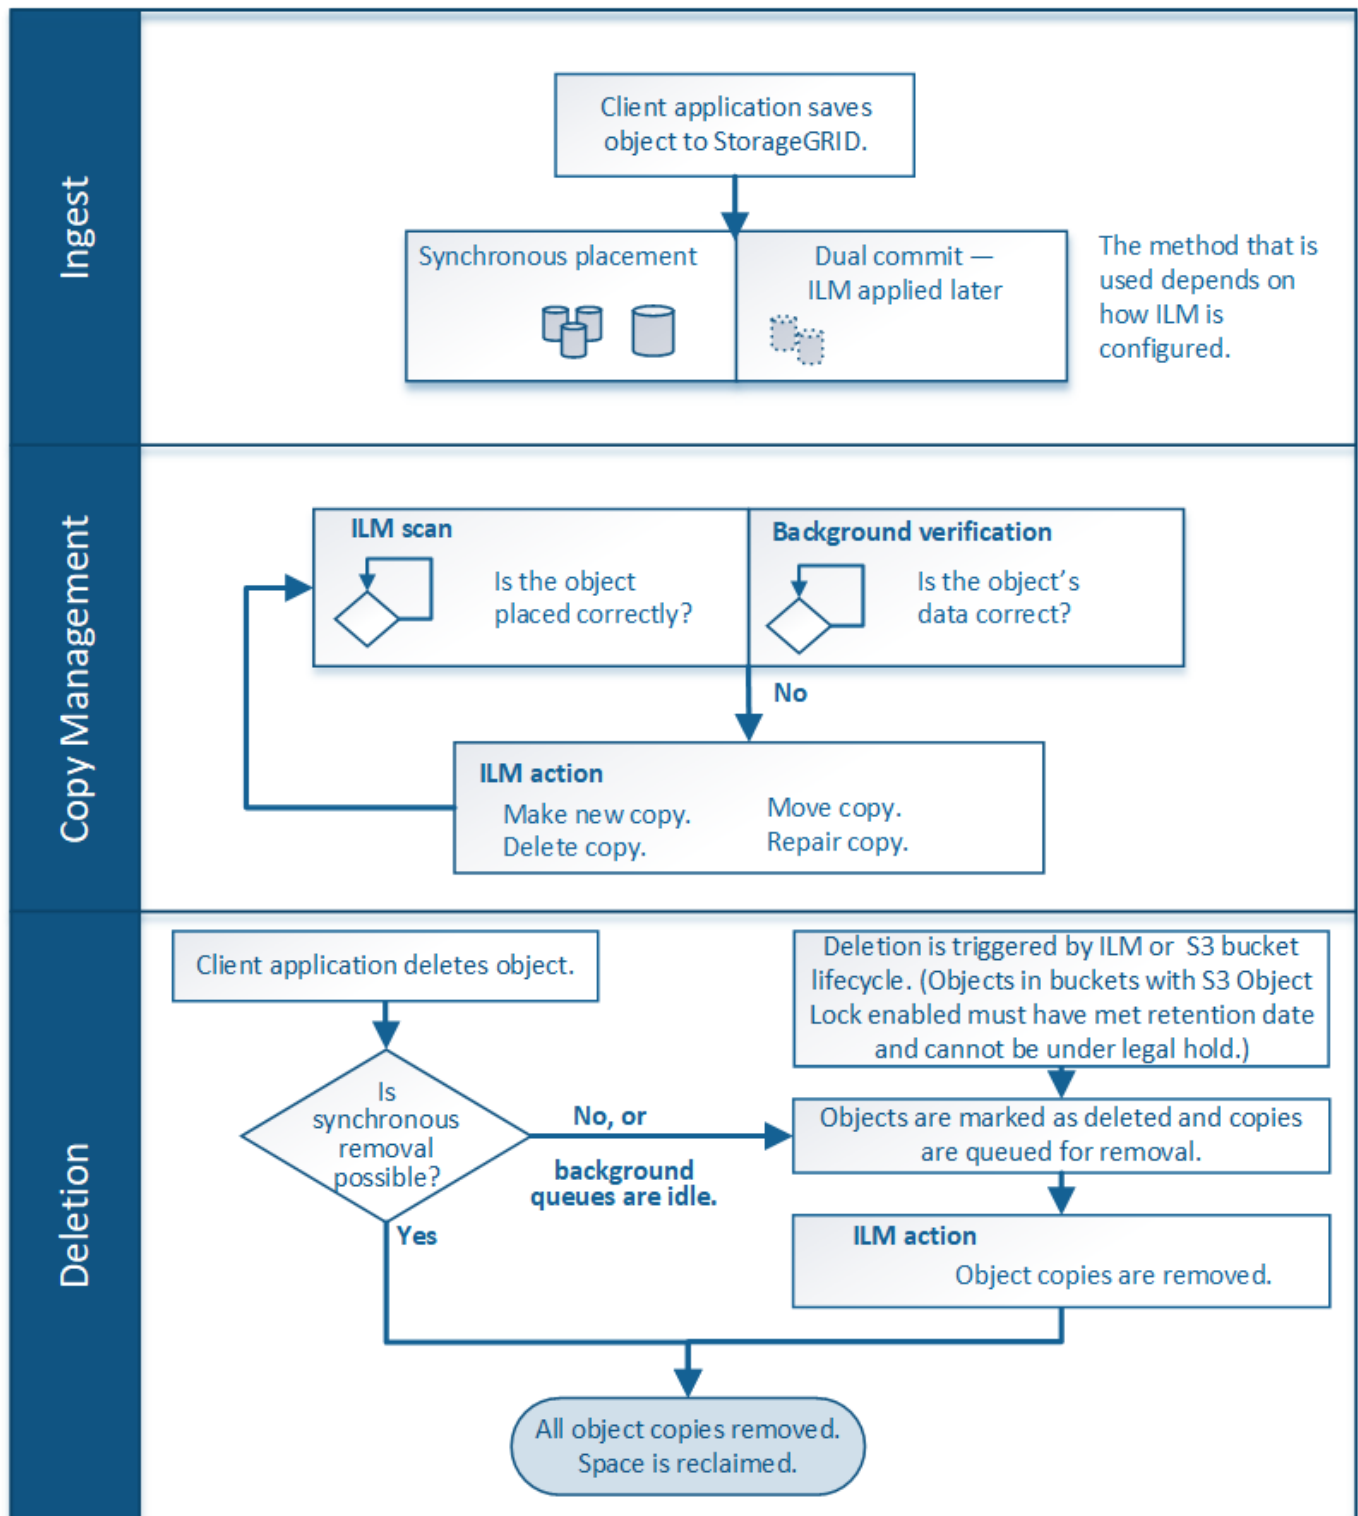 Ingest
Client application saves
object to StorageGRID.
Synchronous placement
Dual commit —
ILM applied later
The method that is
used depends on
how ILM is
configured.
Copy Management
ILM scan
Is the object
placed correctly?
Background verification
Is the object's
data correct?
No
ILM action
Make new copy.
Delete copy.
Move copy.
Repair copy.
Deletion
Client application deletes object.
Is
synchronous
removal
possible?
No, or
background
queues are idle.
Yes
Deletion is triggered by ILM or S3 bucket
lifecycle. (Objects in buckets with S3 Object
Lock enabled must have met retention date
and cannot be under legal hold.)
Objects are marked as deleted and copies
are queued for removal.
ILM action
Object copies are removed.
All object copies removed.
Space is reclaimed.